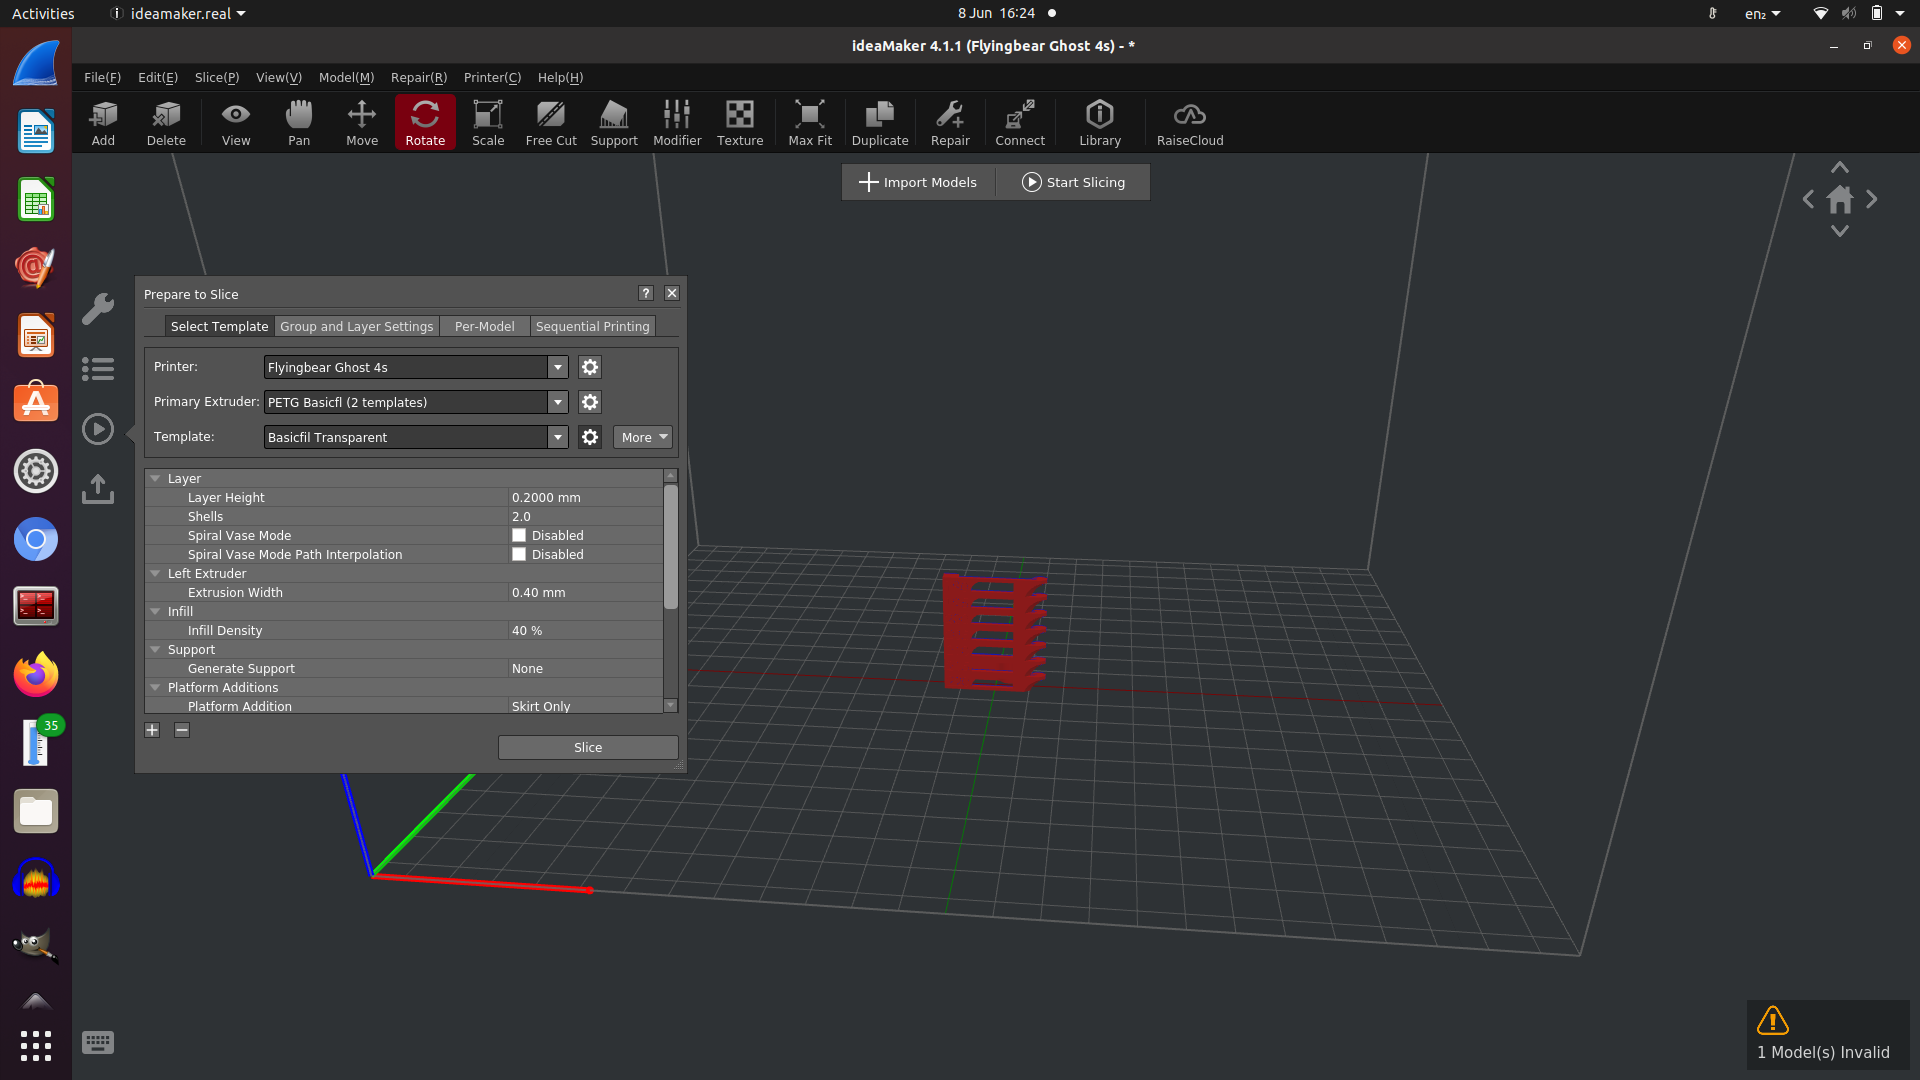 Activities
ideamaker.real
8 Jun 16:24
en₂
ideaMaker 4.1.1 (Flyingbear Ghost 4s) - *
File(F) Edit(E) Slice(P) View(V) Model(M) Repair(R) Printer(C) Help(H)
Add Delete View Pan Move Rotate Scale Free Cut Support Modifier Texture Max Fit Duplicate Repair Connect Library RaiseCloud
Import Models Start Slicing
Prepare to Slice ?
Select Template Group and Layer Settings Per-Model Sequential Printing
Printer: Flyingbear Ghost 4s
Primary Extruder: PETG Basicfl (2 templates)
Template: Basicfil Transparent More
Layer
Layer Height 0.2000 mm
Shells 2.0
Spiral Vase Mode Disabled
Spiral Vase Mode Path Interpolation Disabled
Left Extruder
Extrusion Width 0.40 mm
Infill
Infill Density 40 %
Support
Generate Support None
Platform Additions
Platform Addition Skirt Only
Slice
35
1 Model(s) Invalid